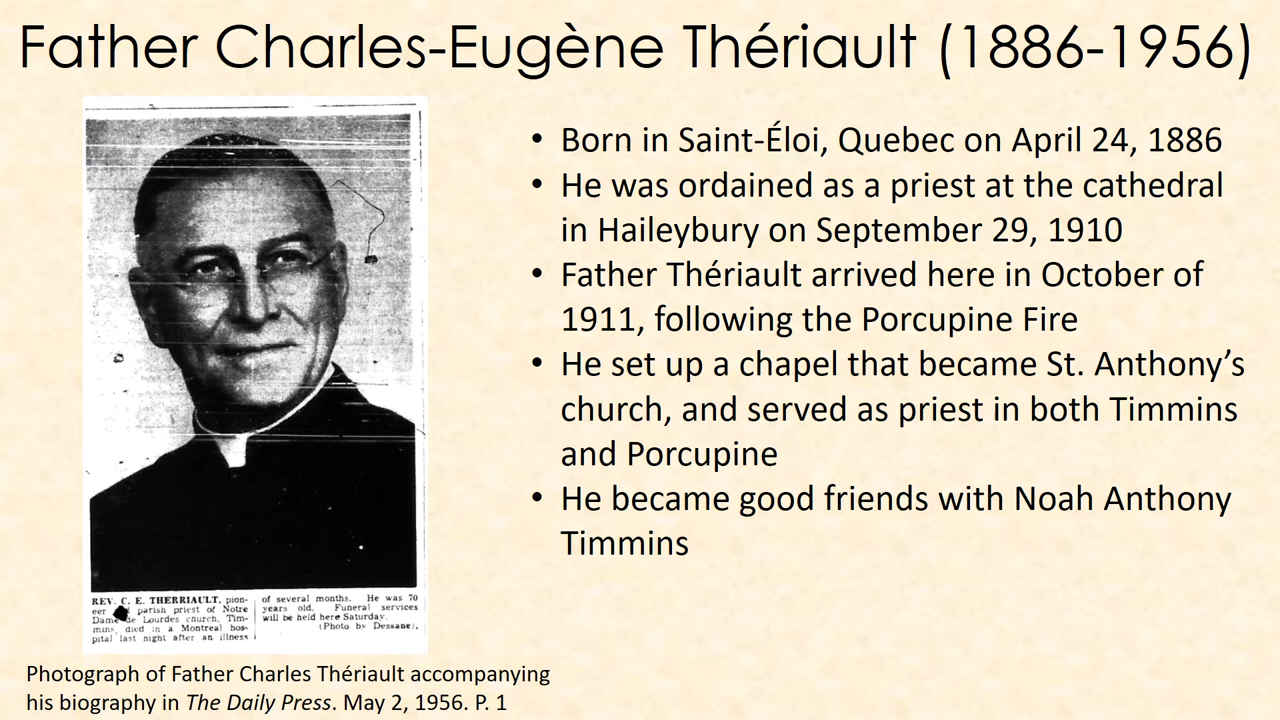 Father Charles-Eugène Thériault (1886-1956)
• Born in Saint-Éloi, Quebec on April 24, 1886
• He was ordained as a priest at the cathedral
in Haileybury on September 29, 1910
• Father Thériault arrived here in October of
1911, following the Porcupine Fire
• He set up a chapel that became St. Anthony’s
church, and served as priest in both Timmins
and Porcupine
• He became good friends with Noah Anthony
Timmins
REV. C. E. THERRIAULT, pion-
eer parish priest of Notre
Dame de Lourdes church, Tim-
mins, died in a Montreal hos-
pital last night after an illness
of several months. He was 70
years old. Funeral services
will be held here Saturday.
(Photo by Dessane).
Photograph of Father Charles Thériault accompanying
his biography in The Daily Press. May 2, 1956. P. 1